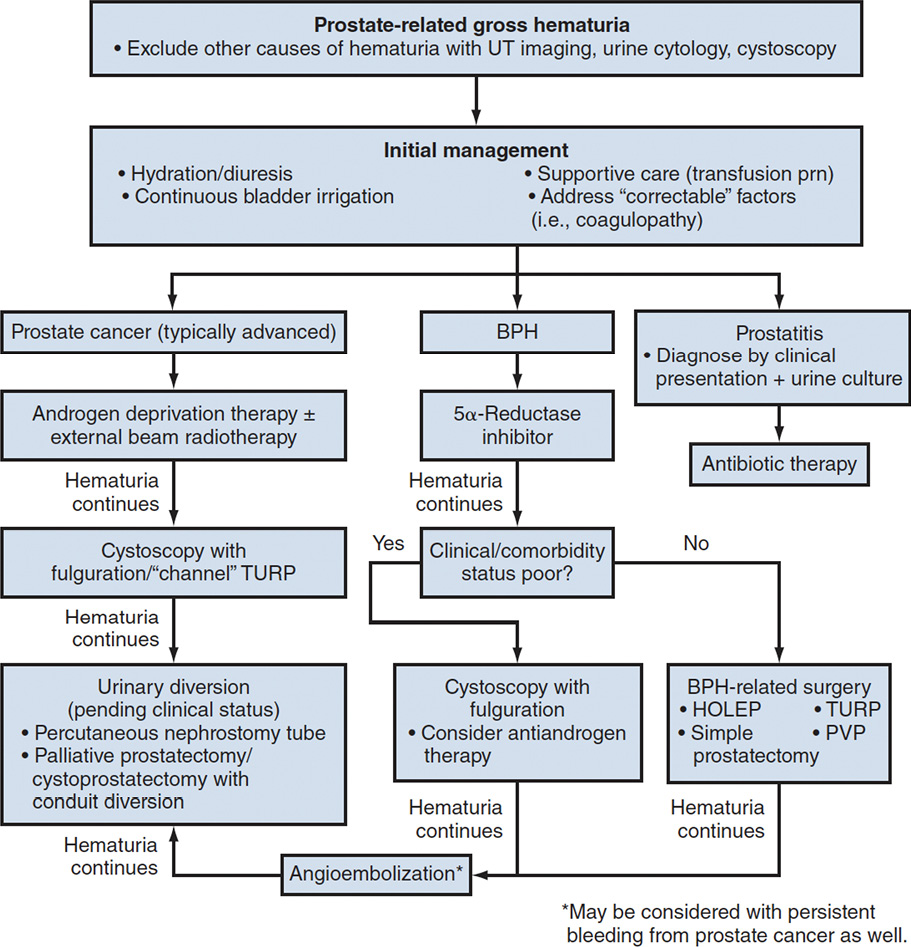 Prostate-related gross hematuria
• Exclude other causes of hematuria with UT imaging, urine cytology, cystoscopy
Initial management
• Hydration/diuresis
• Continuous bladder irrigation
• Supportive care (transfusion prn)
• Address “correctable” factors
(i.e., coagulopathy)
Prostate cancer (typically advanced)
Androgen deprivation therapy ±
external beam radiotherapy
Hematuria
continues
Cystoscopy with
fulguration/“channel” TURP
Hematuria
continues
Urinary diversion
(pending clinical status)
• Percutaneous nephrostomy tube
• Palliative prostatectomy/
cystoprostatectomy with
conduit diversion
BPH
5α-Reductase
inhibitor
Hematuria
continues
Clinical/comorbidity
status poor?
Yes
No
Cystoscopy with
fulguration
• Consider antiandrogen
therapy
Hematuria
continues
BPH-related surgery
• HOLEP
• TURP
• Simple
prostatectomy
• PVP
Hematuria
continues
Angioembolization*
Hematuria
continues
Prostatitis
• Diagnose by clinical
presentation + urine culture
Antibiotic therapy
*May be considered with persistent
bleeding from prostate cancer as well.